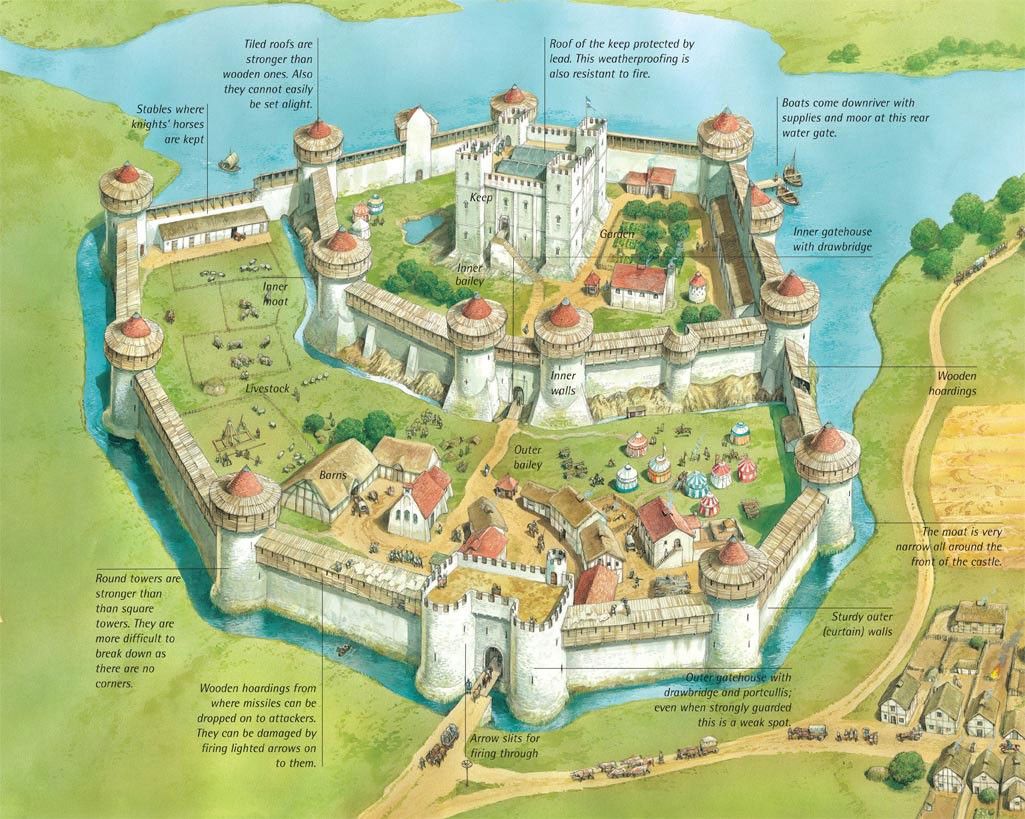 Tiled roofs are
stronger than
wooden ones. Also
they cannot easily
be set alight.
Roof of the keep protected by
lead. This weatherproofing is
also resistant to fire.
Stables where
knights' horses
are kept
Boats come downriver with
supplies and moor at this rear
water gate.
Keep
Garden
Inner gatehouse
with drawbridge
Inner
bailey
Inner
moat
Livestock
Inner
walls
Wooden
hoardings
Outer
bailey
Barns
The moat is very
narrow all around the
front of the castle.
Round towers are
stronger than
than square
towers. They are
more difficult to
break down as
there are no
corners.
Sturdy outer
(curtain) walls
Wooden hoardings from
where missiles can be
dropped on to attackers.
They can be damaged by
firing lighted arrows on
to them.
Outer gatehouse with
drawbridge and portcullis;
even when strongly guarded
this is a weak spot.
Arrow slits for
firing through